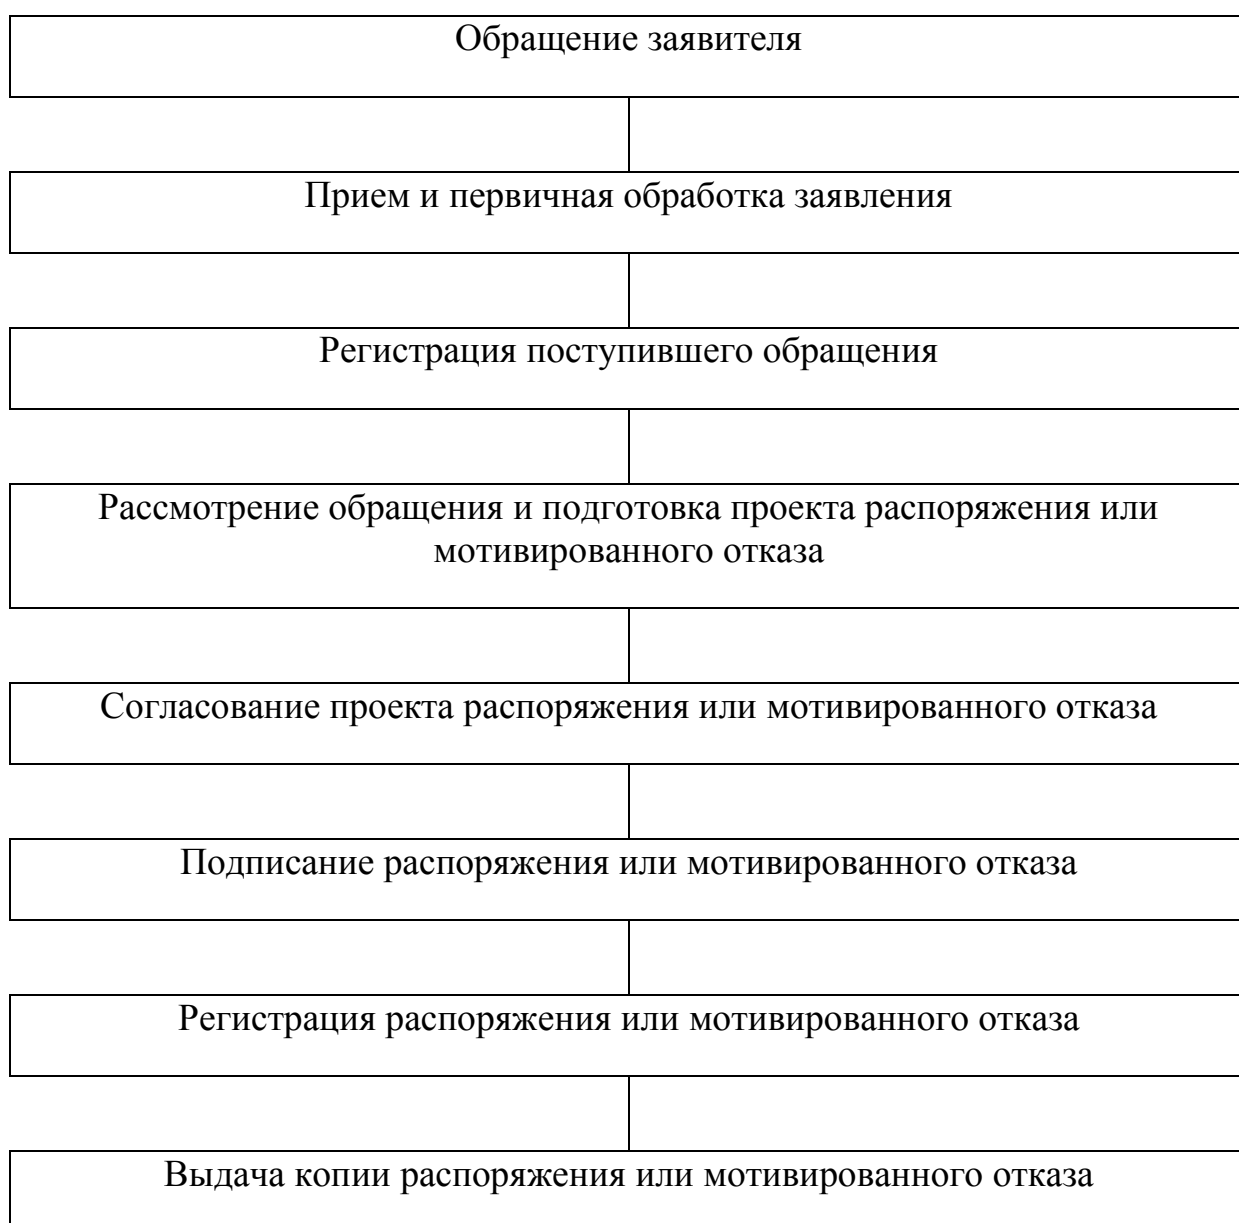 Обращение заявителя
Прием и первичная обработка заявления
Регистрация поступившего обращения
Рассмотрение обращения и подготовка проекта распоряжения или
мотивированного отказа
Согласование проекта распоряжения или мотивированного отказа
Подписание распоряжения или мотивированного отказа
Регистрация распоряжения или мотивированного отказа
Выдача копии распоряжения или мотивированного отказа